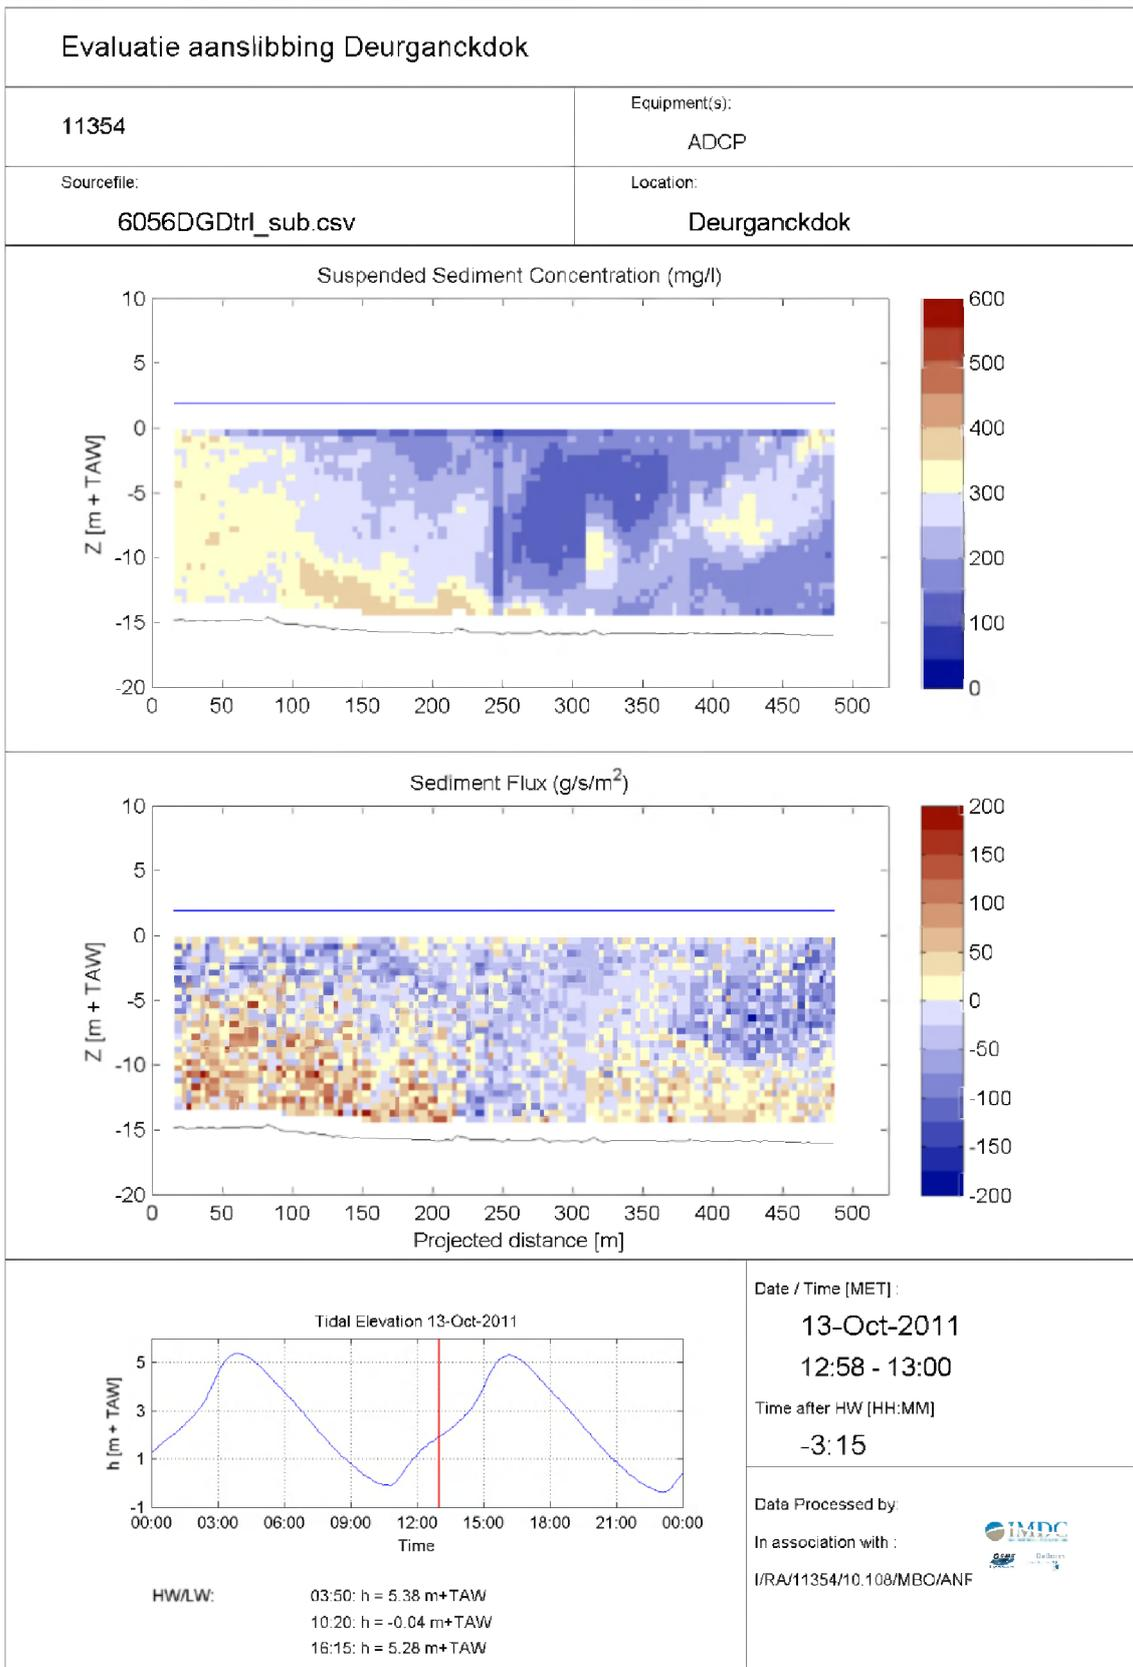 Evaluatie aanslibbing Deurganckdok
11354
Equipment(s):
ADCP
Sourcefile:
6056DGDtrl_sub.csv
Location:
Deurganckdok
Suspended Sediment Concentration (mg/l)
10
5
0
-5
-10
-15
-20
Z [m + TAW]
0 50 100 150 200 250 300 350 400 450 500
600
500
400
300
200
100
0
Sediment Flux (g/s/m²)
10
5
0
-5
-10
-15
-20
Z [m + TAW]
0 50 100 150 200 250 300 350 400 450 500
Projected distance [m]
200
150
100
50
0
-50
-100
-150
-200
Tidal Elevation 13-Oct-2011
5
3
1
-1
h [m + TAW]
00:00 03:00 06:00 09:00 12:00 15:00 18:00 21:00 00:00
Time
HW/LW:
03:50: h = 5.38 m+TAW
10:20: h = -0.04 m+TAW
16:15: h = 5.28 m+TAW
Date / Time [MET] :
13-Oct-2011
12:58 - 13:00
Time after HW [HH:MM]
-3:15
Data Processed by:
IMDC
In association with :
I/RA/11354/10.108/MBO/ANF